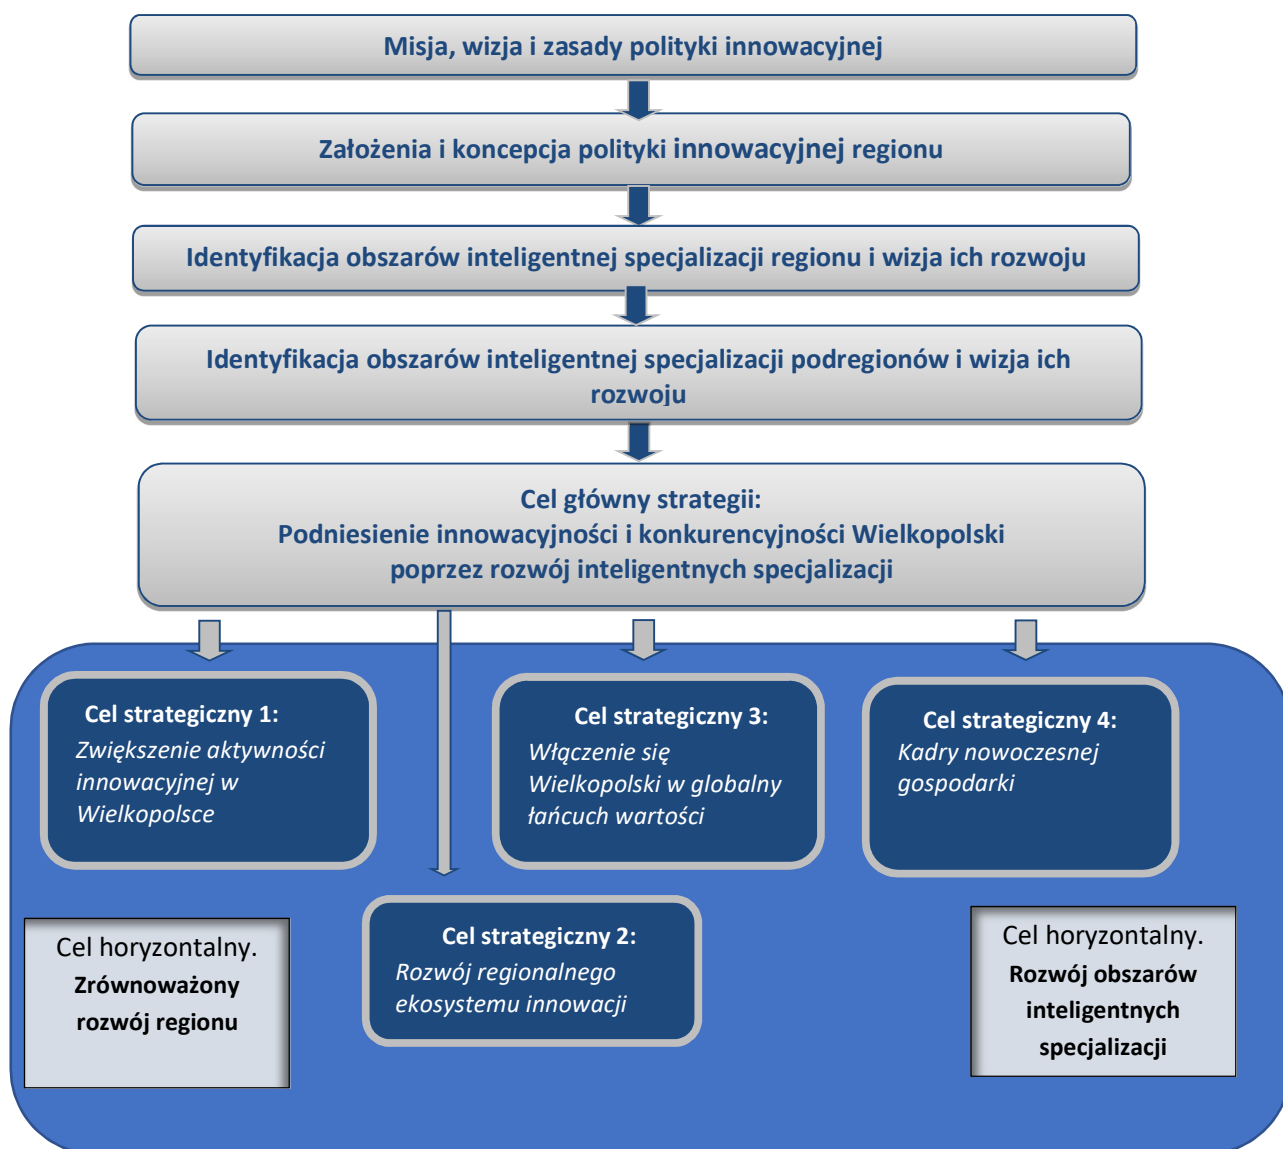 Misja, wizja i zasady polityki innowacyjnej
Założenia i koncepcja polityki innowacyjnej regionu
Identyfikacja obszarów inteligentnej specjalizacji regionu i wizja ich rozwoju
Identyfikacja obszarów inteligentnej specjalizacji podregionów i wizja ich
rozwoju
Cel główny strategii:
Podniesienie innowacyjności i konkurencyjności Wielkopolski
poprzez rozwój inteligentnych specjalizacji
Cel strategiczny 1:
Zwiększenie aktywności
innowacyjnej w
Wielkopolsce
Cel strategiczny 3:
Włączenie się
Wielkopolski w globalny
łańcuch wartości
Cel strategiczny 4:
Kadry nowoczesnej
gospodarki
Cel horyzontalny.
Zrównoważony
rozwój regionu
Cel strategiczny 2:
Rozwój regionalnego
ekosystemu innowacji
Cel horyzontalny.
Rozwój obszarów
inteligentnych
specjalizacji